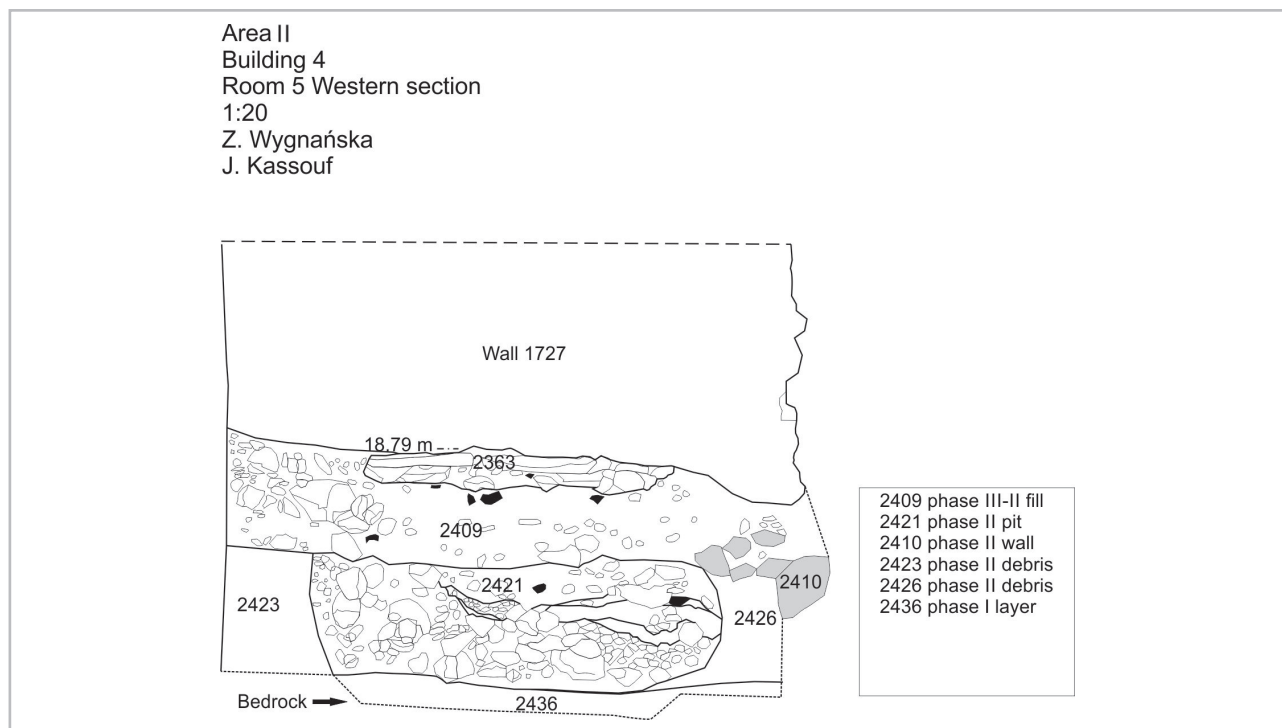 Area II
Building 4
Room 5 Western section
1:20
Z. Wygnańska
J. Kassouf
Wall 1727
18.79 m
2363
2409
2421
2410
2423
2426
Bedrock
2436
2409 phase III-II fill
2421 phase II pit
2410 phase II wall
2423 phase II debris
2426 phase II debris
2436 phase I layer